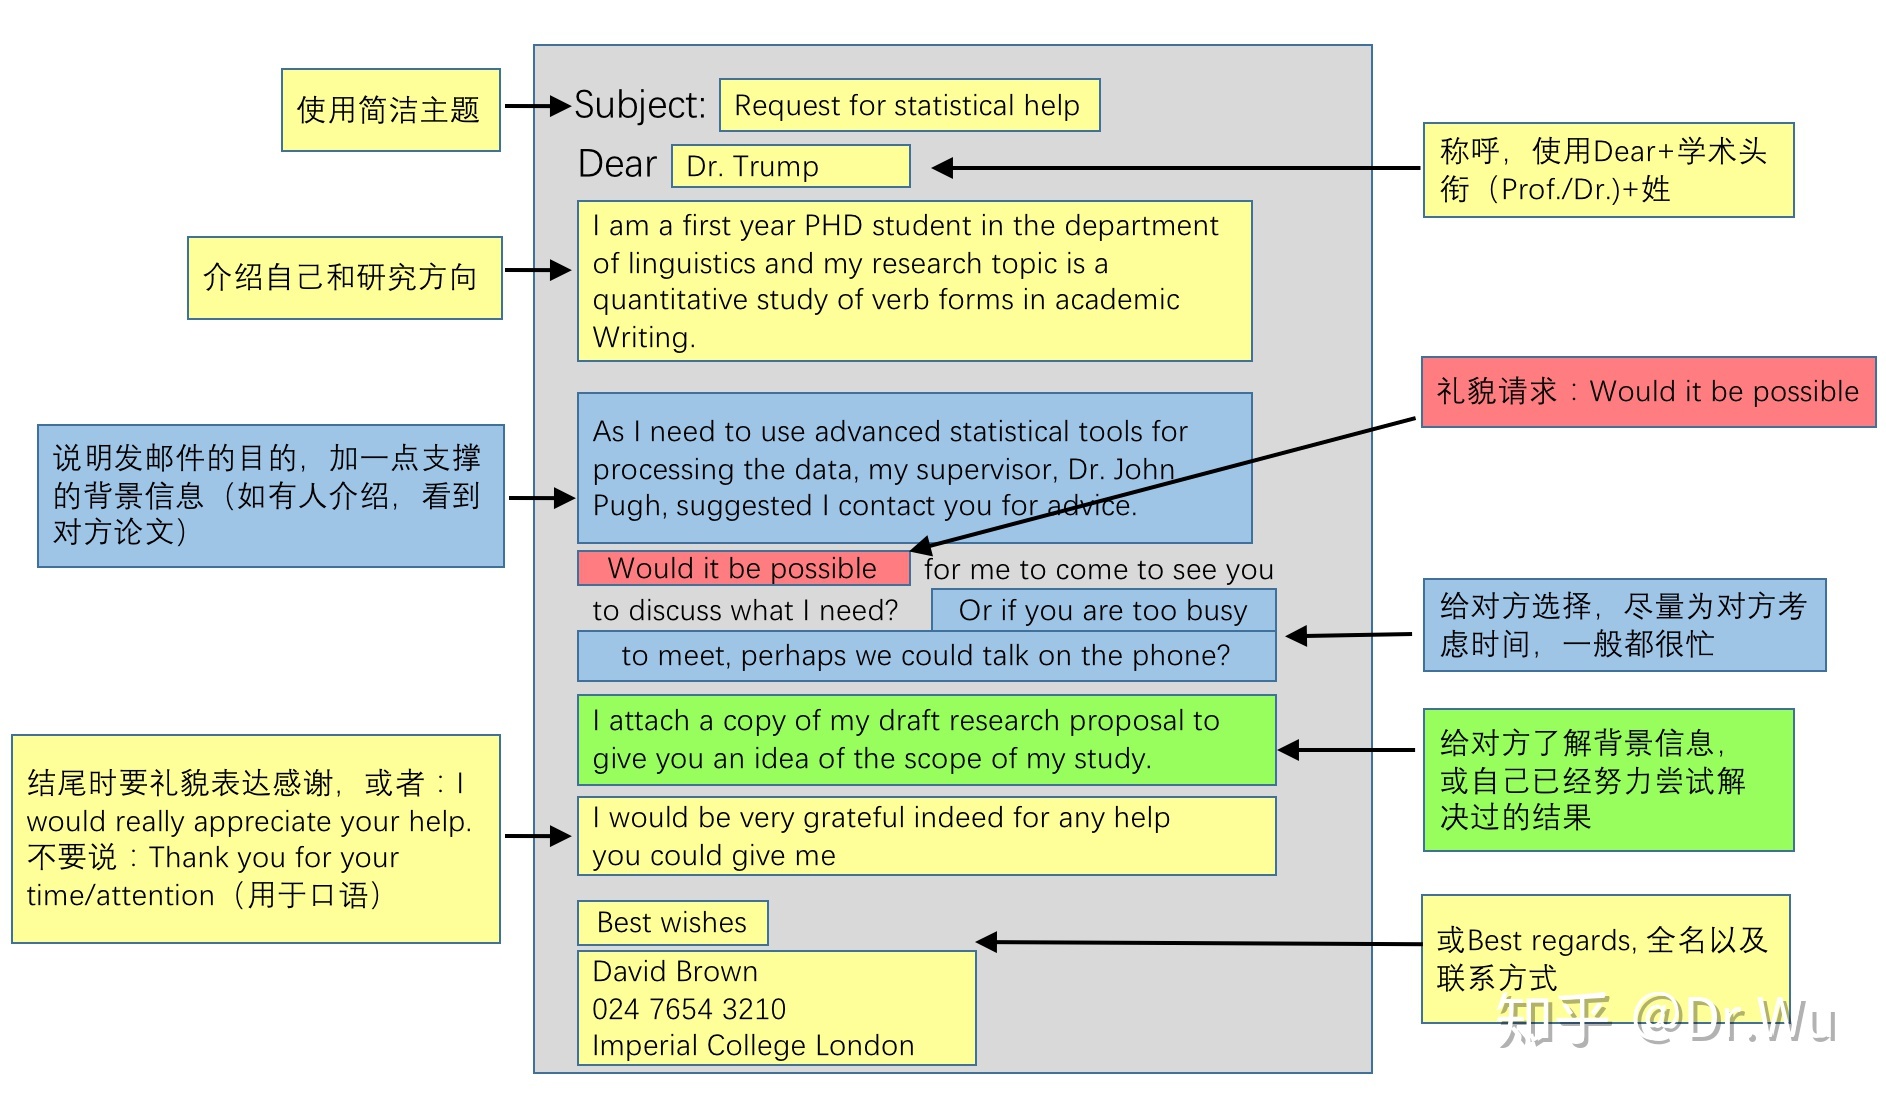 使用简洁主题
Subject: Request for statistical help
Dear Dr. Trump
称呼，使用Dear+学术头
衔（Prof./Dr.)+姓
介绍自己和研究方向
I am a first year PHD student in the department
of linguistics and my research topic is a
quantitative study of verb forms in academic
Writing.
说明发邮件的目的，加一点支撑
的背景信息（如有人介绍，看到
对方论文）
As I need to use advanced statistical tools for
processing the data, my supervisor, Dr. John
Pugh, suggested I contact you for advice.
礼貌请求：Would it be possible
Would it be possible for me to come to see you
to discuss what I need? Or if you are too busy
to meet, perhaps we could talk on the phone?
给对方选择，尽量为对方考
虑时间，一般都很忙
I attach a copy of my draft research proposal to
give you an idea of the scope of my study.
给对方了解背景信息，
或自己已经努力尝试解
决过的结果
结尾时要礼貌表达感谢，或者：I
would really appreciate your help.
不要说：Thank you for your
time/attention（用于口语）
I would be very grateful indeed for any help
you could give me
Best wishes
David Brown
024 7654 3210
Imperial College London
或Best regards, 全名以及
联系方式
知乎 @Dr.Wu